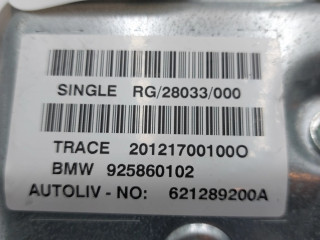 SINGLE RG/28033/000
TRACE 20121700100O
BMW 925860102
AUTOLIV - NO: 621289200A